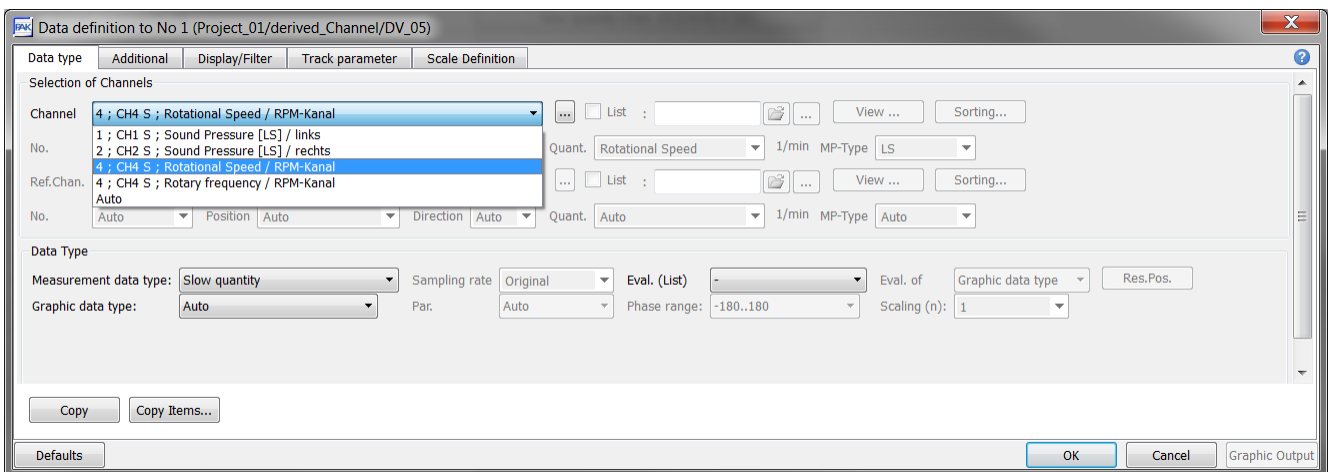 PAK Data definition to No 1 (Project_01/derived_Channel/DV_05) X
Data type Additional Display/Filter Track parameter Scale Definition ?
Selection of Channels
Channel 4 ; CH4 S ; Rotational Speed / RPM-Kanal ... List : ... View ... Sorting...
1 ; CH1 S ; Sound Pressure [LS] / links
2 ; CH2 S ; Sound Pressure [LS] / rechts
No. Quant. Rotational Speed 1/min MP-Type LS
4 ; CH4 S ; Rotational Speed / RPM-Kanal
Ref.Chan. 4 ; CH4 S ; Rotary frequency / RPM-Kanal ... List : ... View ... Sorting...
Auto
No. Auto Position Auto Direction Auto Quant. Auto 1/min MP-Type Auto
Data Type
Measurement data type: Slow quantity Sampling rate Original Eval. (List) - Eval. of Graphic data type Res.Pos.
Graphic data type: Auto Par. Auto Phase range: -180..180 Scaling (n): 1
Copy Copy Items...
Defaults OK Cancel Graphic Output